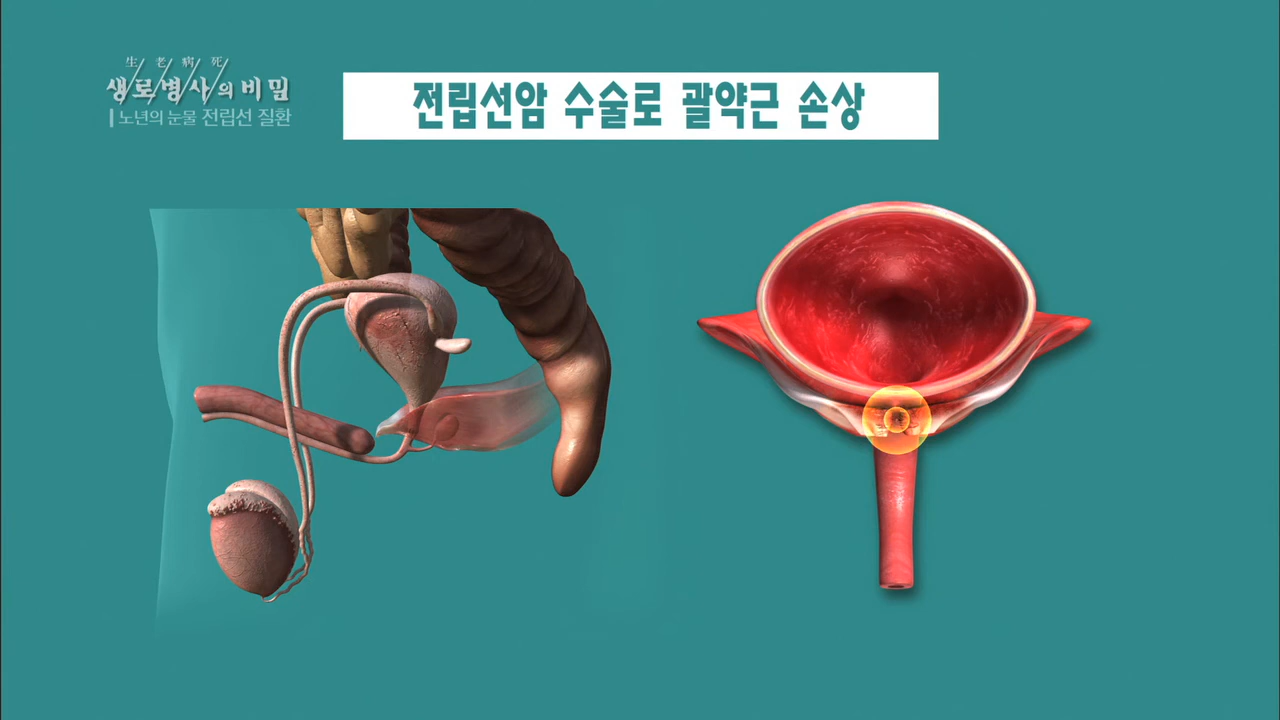 生老病死
생로병사의 비밀
노년의 눈물 전립선 질환
전립선암 수술로 괄약근 손상